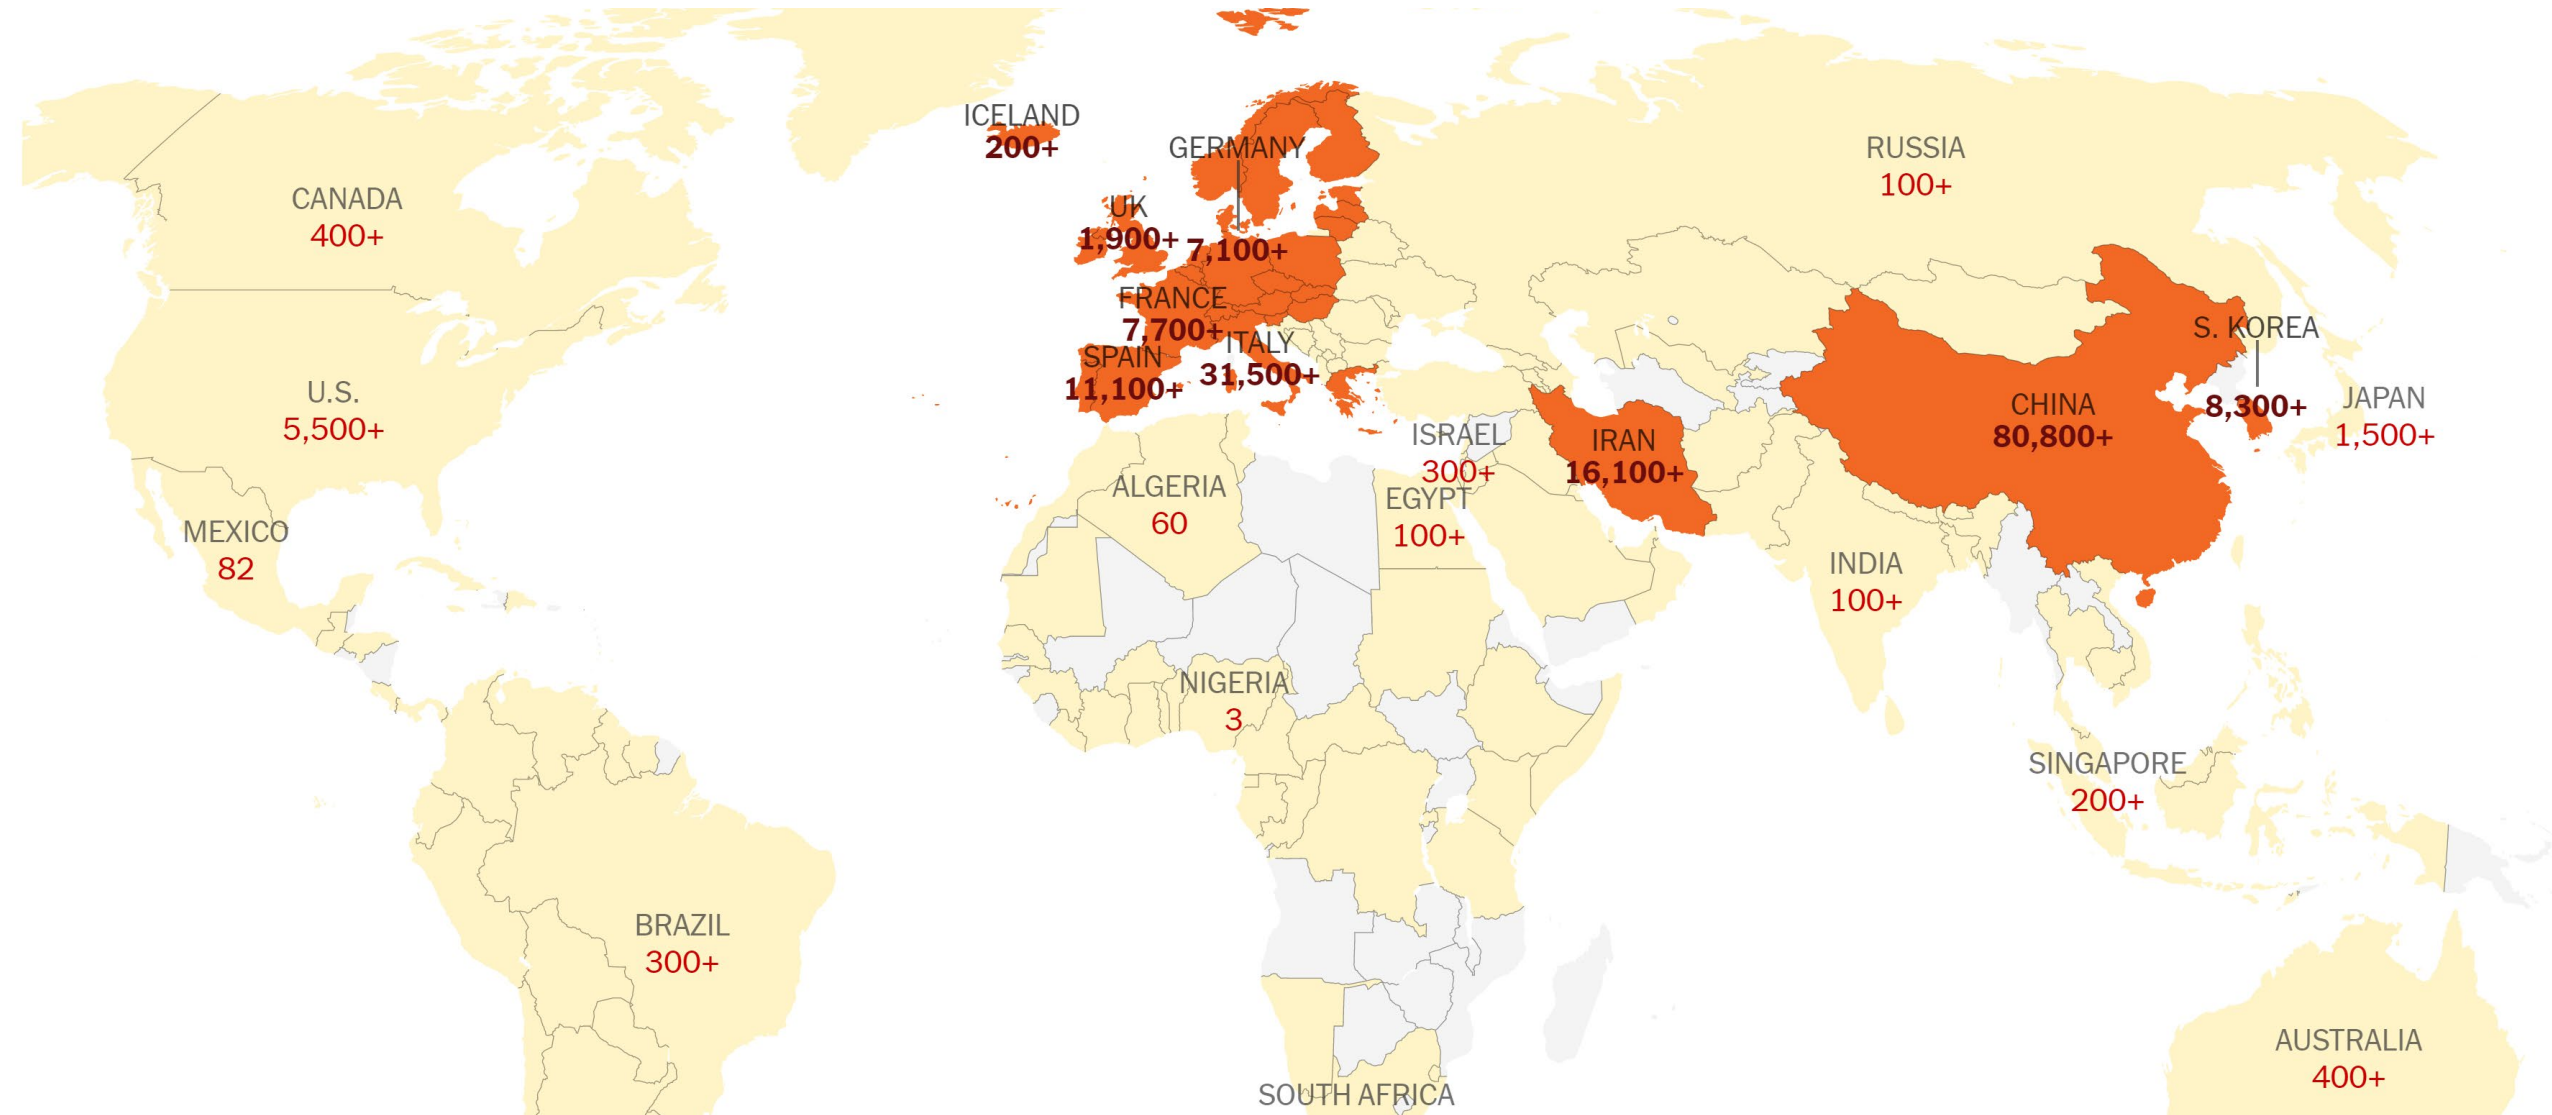 ICELAND
200+
GERMANY
7,100+
RUSSIA
100+
CANADA
400+
UK
1,900+
FRANCE
7,700+
ITALY
31,500+
SPAIN
11,100+
S. KOREA
8,300+
U.S.
5,500+
CHINA
80,800+
JAPAN
1,500+
ISRAEL
300+
IRAN
16,100+
ALGERIA
60
EGYPT
100+
MEXICO
82
INDIA
100+
NIGERIA
3
SINGAPORE
200+
BRAZIL
300+
AUSTRALIA
400+
SOUTH AFRICA